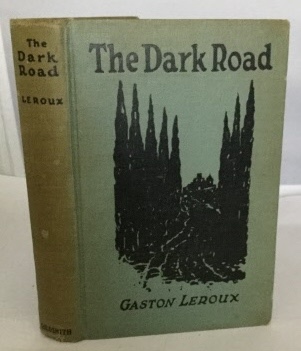 The
Dark
Road
LEROUX
The Dark Road
GASTON LEROUX